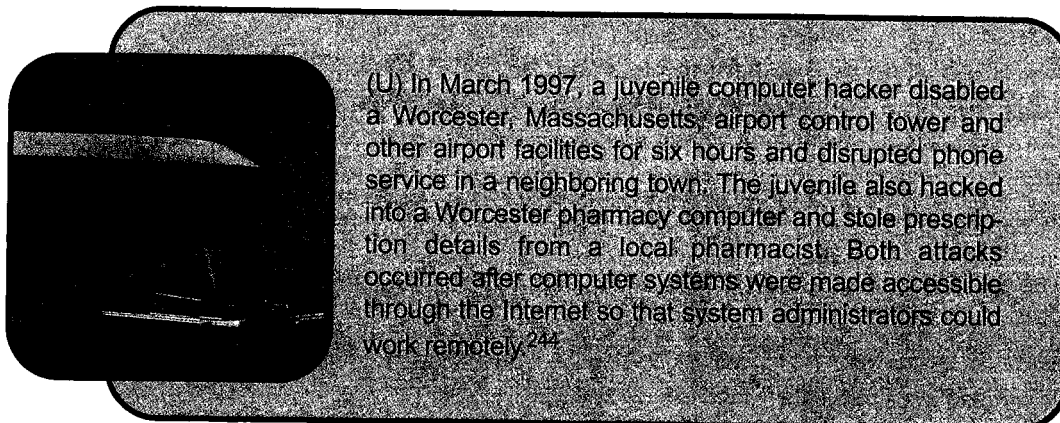 (U) In March 1997, a juvenile computer hacker disabled
a Worcester, Massachusetts, airport control tower and
other airport facilities for six hours and disrupted phone
service in a neighboring town. The juvenile also hacked
into a Worcester pharmacy computer and stole prescrip-
tion details from a local pharmacist. Both attacks
occurred after computer systems were made accessible
through the Internet so that system administrators could
work remotely.244